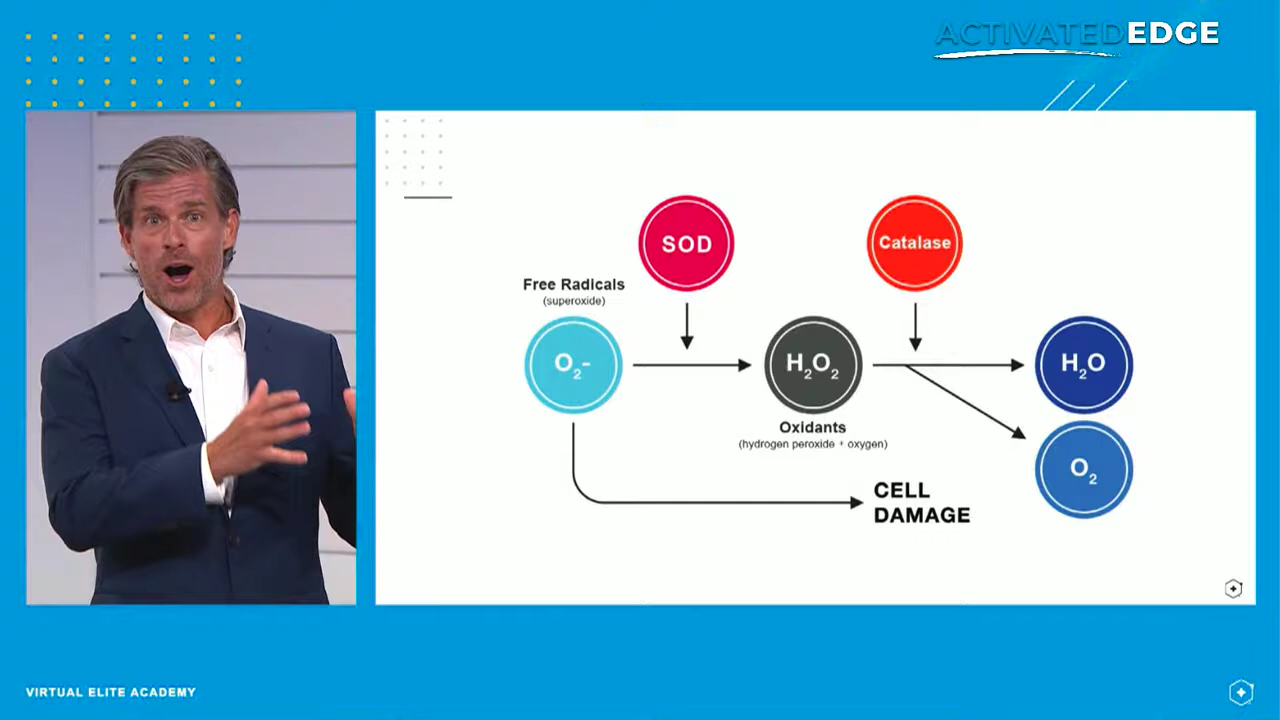 ACTIVATEDEDGE
SOD
Catalase
Free Radicals
(superoxide)
O₂-
H₂O₂
H₂O
Oxidants
(hydrogen peroxide + oxygen)
O₂
CELL
DAMAGE
VIRTUAL ELITE ACADEMY